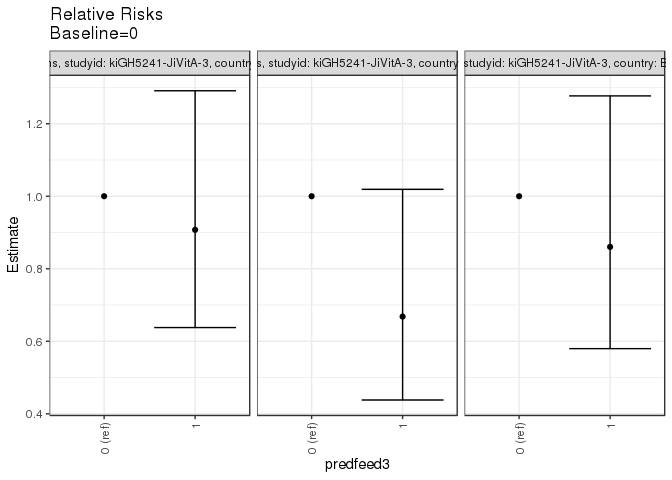 Relative Risks
Baseline=0
s, studyid: kiGH5241-JiVitA-3, country
s, studyid: kiGH5241-JiVitA-3, country
studyid: kiGH5241-JiVitA-3, country:
Estimate
1.2
1.0
0.8
0.6
0.4
0 (ref)
1
0 (ref)
1
0 (ref)
1
predfeed3